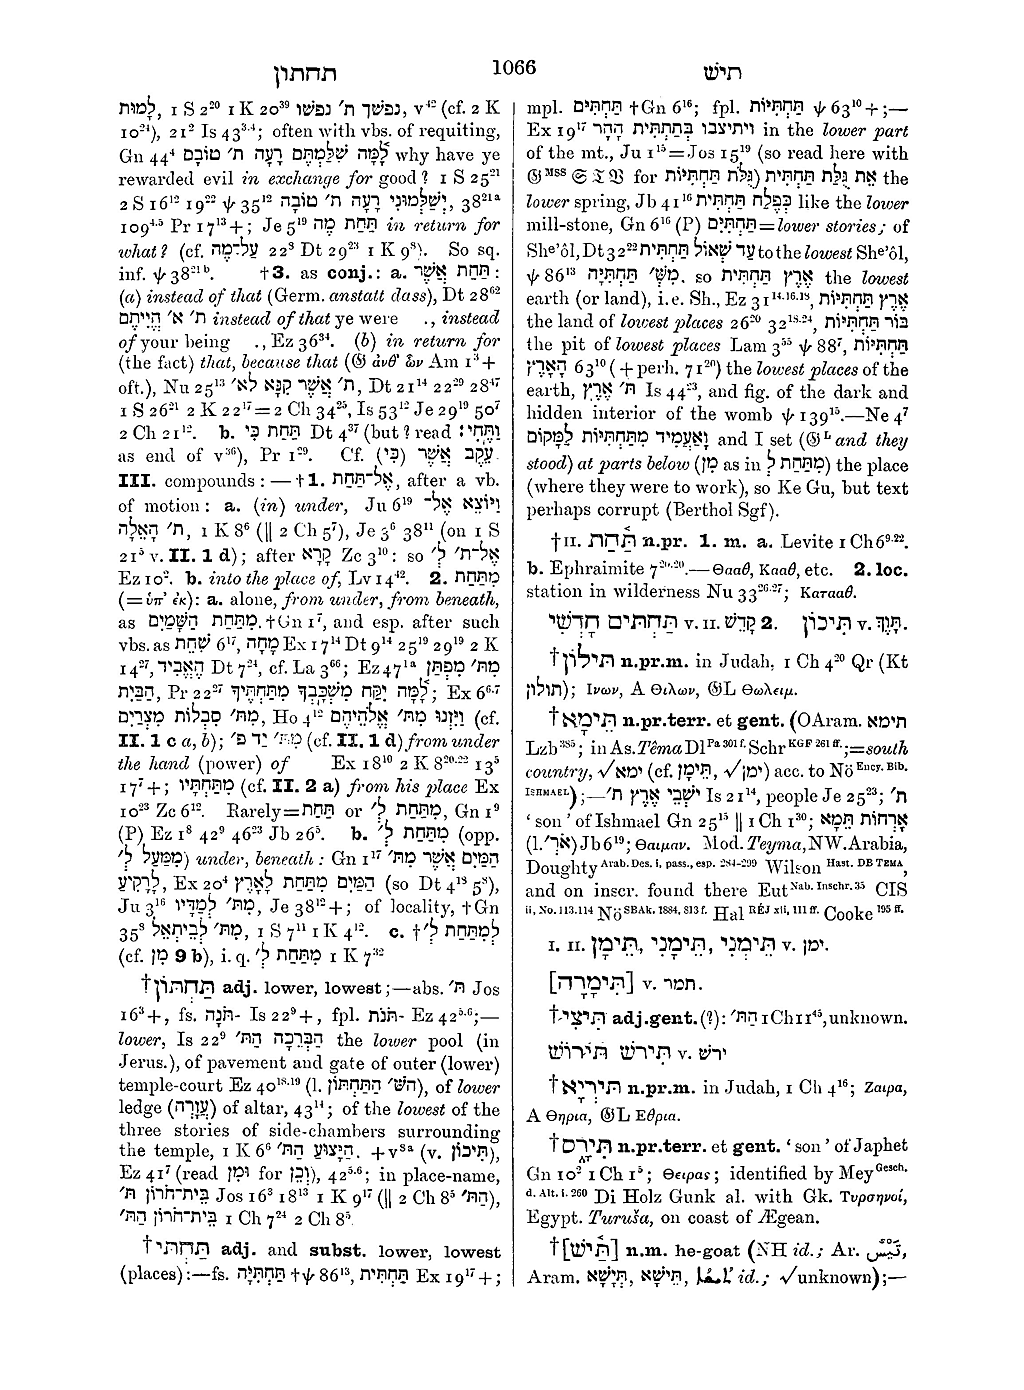 תחתון 1066 תיש
לָמוּת, 1 S 2²⁰ 1 K 20³⁹ נפשׁך ת׳ נפשׁו, v⁴² (cf. 2 K
10²⁴), 21² Is 43³·⁴; often with vbs. of requiting,
Gn 44⁴ לָ֫מָּה שִׁלַּמְתֶּם רָעָה ת׳ טוֹבָם why have ye
rewarded evil in exchange for good? 1 S 25²¹
2 S 16¹² 19²² ψ 35¹² יְשַׁלְּמוּנִי רָעָה ת׳ טוֹבָה, 38²¹ᵃ
109⁴·⁵ Pr 17¹³ +; Je 5¹⁹ תַּחַת מֶה in return for
what? (cf. עַל־מֶה 22⁸ Dt 29²³ 1 K 9⁸). So sq.
inf. ψ 38²¹ᵇ. †3. as conj.: a. תַּחַת אֲשֶׁר :
(a) instead of that (Germ. anstatt dass), Dt 28⁶²
ת׳ א׳ הֱיִיתֶם instead of that ye were ., instead
of your being ., Ez 36³⁴. (b) in return for
(the fact) that, because that (𝔊 ἀνθ’ ὧν Am 1³ +
oft.), Nu 25¹³ ת׳ אֲשֶׁר קִנָּא לא׳, Dt 21¹⁴ 22²⁹ 28⁴⁷
1 S 26²¹ 2 K 22¹⁷ = 2 Ch 34²⁵, Is 53¹² Je 29¹⁹ 50⁷
2 Ch 21¹². b. תַּחַת כִּי Dt 4³⁷ (but ? read וַתְּחִי׃
as end of v³⁶), Pr 1²⁹. Cf. עֵקֶב אֲשֶׁר (כִּי).
III. compounds : — †1. אֶל־תַּחַת, after a vb.
of motion : a. (in) under, Ju 6¹⁹ וַיּוֹצֵא אֶל־
ת׳ הָאֵלָה, 1 K 8⁶ (|| 2 Ch 5⁷), Je 3⁶ 38¹¹ (on 1 S
21⁵ v. II. 1 d); after קָרָא Zc 3¹⁰: so אֶל־ת׳ לְ׳
Ez 10². b. into the place of, Lv 14⁴². 2. מִתַּחַת
(= ὑπ’ ἐκ): a. alone, from under, from beneath,
as מִתַּחַת הַשָּׁמַיִם. †Gn 1⁷, and esp. after such
vbs. as שִׁחֵת 6¹⁷, מָחָה Ex 17¹⁴ Dt 9¹⁴ 25¹⁹ 29¹⁹ 2 K
14²⁷, הֶאֱבִיד Dt 7²⁴, cf. La 3⁶⁶; Ez 47¹ᵃ מִתּ׳ מִפְתַּן
הַבַּיִת, Pr 22²⁷ לָ֫מָּה יִקַּח מִשְׁכָּבְךָ מִתַּחְתֶּיךָ; Ex 6⁶·⁷
מִתּ׳ סִבְלוֹת מִצְרַיִם, Ho 4¹² וַיִּזְנוּ מִתּ׳ אֱלֹהֵיהֶם (cf.
II. 1 c a, b); מִתּ׳ יַד פ׳ (cf. II. 1 d) from under
the hand (power) of Ex 18¹⁰ 2 K 8²⁰·²² 13⁵
17⁷ +; מִתַּחְתָּיו (cf. II. 2 a) from his place Ex
10²³ Zc 6¹². Rarely = תַּחַת or מִתַּחַת לְ׳, Gn 1⁹
(P) Ez 1⁸ 42⁹ 46²³ Jb 26⁵. b. מִתַּחַת לְ׳ (opp.
מִמַּעַל לְ׳) under, beneath : Gn 1¹⁷ הַמַּיִם אֲשֶׁר מִתּ׳
לָרָקִיעַ, Ex 20⁴ הַמַּיִם מִתַּחַת לָאָרֶץ (so Dt 4¹⁸ 5⁸),
Ju 3¹⁶ מִתּ׳ לְמַדָּיו, Je 38¹² +; of locality, †Gn
35⁸ מִתּ׳ לְבֵיתְאֵל, 1 S 7¹¹ 1 K 4¹². c. † לְמִתַּחַת לְ׳
(cf. מִן 9 b), i. q. מִתַּחַת לְ׳ 1 K 7³²
† תַּחְתּוֹן adj. lower, lowest ;—abs. ת׳ Jos
16³ +, fs. תֹּנָה- Is 22⁹ +, fpl. תֹּנֹת- Ez 42⁵·⁶;—
lower, Is 22⁹ הַבְּרֵכָה הַתּ׳ the lower pool (in
Jerus.), of pavement and gate of outer (lower)
temple-court Ez 40¹⁸·¹⁹ (l. הַשּׁ׳ הַתַּחְתּוֹן), of lower
ledge (עֲזָרָה) of altar, 43¹⁴; of the lowest of the
three stories of side-chambers surrounding
the temple, 1 K 6⁶ הַיָּצוּעַ הַתּ׳. + v⁸ᵃ (v. תִּיכוֹן),
Ez 41⁷ (read וּמִן for וְכֵן), 42⁵·⁶; in place-name,
בֵּית־חֹרוֹן ת׳ Jos 16³ 18¹³ 1 K 9¹⁷ (|| 2 Ch 8⁵ הַתּ׳),
בֵּית־חֹרוֹן הַתּ׳ 1 Ch 7²⁴ 2 Ch 8⁵.
† תַּחְתִּי adj. and subst. lower, lowest
(places) :—fs. תַּחְתִּיָּה †ψ 86¹³, תַּחְתִּית Ex 19¹⁷ +;
mpl. תַּחְתִּים †Gn 6¹⁶; fpl. תַּחְתִּיּוֹת ψ 63¹⁰ + ;—
Ex 19¹⁷ ויתיצבו בְּתַחְתִּית הָהָר in the lower part
of the mt., Ju 1¹⁵ = Jos 15¹⁹ (so read here with
𝔊ᴹˢˢ 𝔖 𝔗 𝔙 for גֻּלֹּת תַּחְתִּיּוֹת) אֵת גֻּלַּת תַּחְתִּית the
lower spring, Jb 41¹⁶ כְּפֶלַח תַּחְתִּית like the lower
mill-stone, Gn 6¹⁶ (P) תַּחְתִּיִּם = lower stories; of
She’ôl, Dt 32²² עַד שְׁאוֹל תַּחְתִּית to the lowest She’ôl,
ψ 86¹³ מִשּׁ׳ תַּחְתִּיָּה. so אֶרֶץ תַּחְתִּית the lowest
earth (or land), i.e. Sh., Ez 31¹⁴·¹⁶·¹⁸, אֶרֶץ תַּחְתִּיּוֹת
the land of lowest places 26²⁰ 32¹⁸·²⁴, בּוֹר תַּחְתִּיּוֹת
the pit of lowest places Lam 3⁵⁵ ψ 88⁷, תַּחְתִּיּוֹת
הָאָרֶץ 63¹⁰ ( + perh. 71²⁰) the lowest places of the
earth, תּ׳ אָרֶץ Is 44²³, and fig. of the dark and
hidden interior of the womb ψ 139¹⁵.—Ne 4⁷
וָאַעֲמִיד מִתַּחְתִּיּוֹת לַמָּקוֹם and I set (𝔊ᴸ and they
stood) at parts below (מִן as in מִתַּחַת לְ) the place
(where they were to work), so Ke Gu, but text
perhaps corrupt (Berthol Sgf).
†II. תַּ֫חַת n.pr. 1. m. a. Levite 1 Ch 6⁹·²².
b. Ephraimite 7²⁰·²⁰.—Θααθ, Κααθ, etc. 2. loc.
station in wilderness Nu 33²⁶·²⁷; Κατααθ.
תַּחְתִּים חָדְשִׁי v. II. קָדֵשׁ 2. תִּיכוֹן v. תָּוֶךְ.
† תִּילוֹן n.pr.m. in Judah, 1 Ch 4²⁰ Qr (Kt
תולון); Ινων, A Θιλων, 𝔊L Θωλειμ.
† תֵּימָא n.pr.terr. et gent. (OAram. תימא
Lzb³⁸⁵; in As. Têma Dlᴾᵃ ³⁰¹ ᶠ· Schrᴷᴳᶠ ²⁶¹ ᶠᶠ·; = south
country, √ימא (cf. תֵּימָן, √ימן) acc. to Nöᴱⁿᶜʸ· ᴮⁱᵇ·
ISHMAEL);—יֹשְׁבֵי אֶרֶץ ת׳ Is 21¹⁴, people Je 25²³; ת׳
‘ son ’ of Ishmael Gn 25¹⁵ || 1 Ch 1³⁰; אָרְחוֹת תֵּמָא
(l. אֹרְ׳) Jb 6¹⁹; Θαιμαν. Mod. Teyma, NW. Arabia,
Doughty Arab. Des. i, pass., esp. 284–299 Wilson Hast. DB TEMA,
and on inscr. found there Eut Nab. Inschr. 35 CIS
ii, No. 113.114 Nö SBAk. 1884, 813 f. Hal RÉJ xii, 111 ff. Cooke 195 ff.
I. II. תֵּימָן, תֵּימָנִי, תֵּימְנִי v. ימן.
[תִּימָרָה] v. תמר.
† תִּיצִי adj.gent. (?): הַתּ׳ 1 Ch 11⁴⁵, unknown.
תִּירֹשׁ תִּירוֹשׁ v. ירשׁ
† תִּירְיָא n.pr.m. in Judah, 1 Ch 4¹⁶; Ζαιρα,
A Θηρια, 𝔊L Εθρια.
† תִּירָס n.pr.terr. et gent. ‘ son ’ of Japhet
Gn 10² 1 Ch 1⁵; Θειρας; identified by Mey Gesch.
d. Alt. i. 260 Di Holz Gunk al. with Gk. Τυρσηνοί,
Egypt. Turuša, on coast of Ægean.
† [תַּ֫יִשׁ] n.m. he-goat (NH id.; Ar. تَيْس,
Aram. תֵּישָׁא, תֵּישׁ, תְּיָשָׁא, id.; √unknown);—